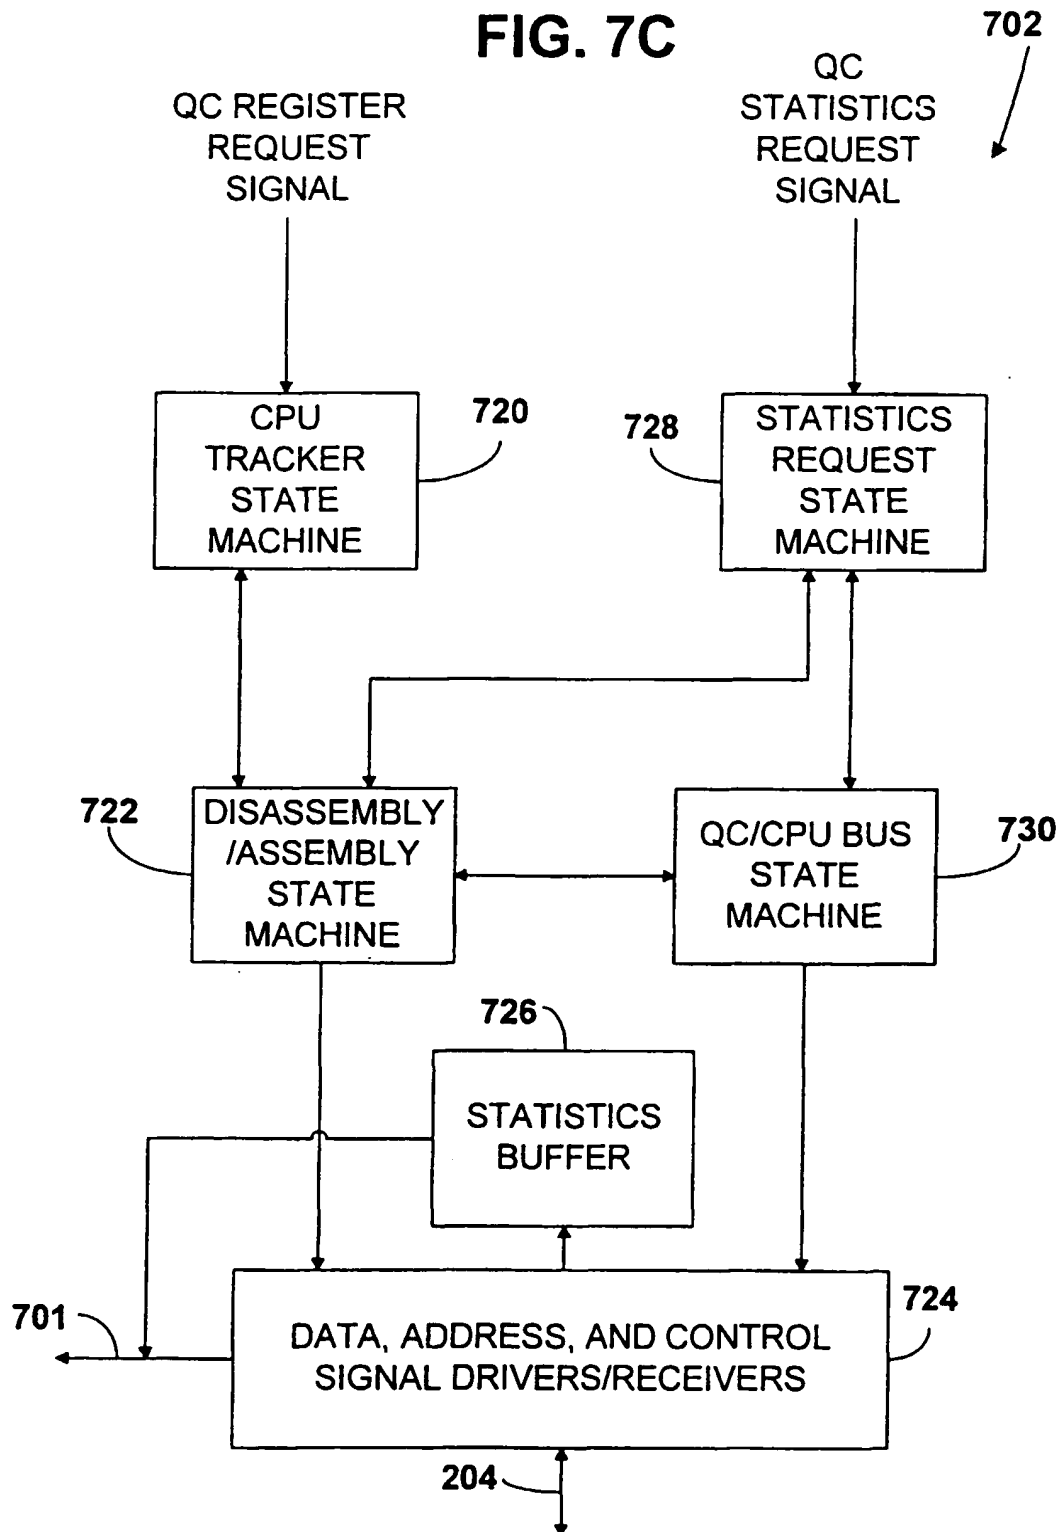 FIG. 7C
702
QC REGISTER
REQUEST
SIGNAL
QC
STATISTICS
REQUEST
SIGNAL
CPU
TRACKER
STATE
MACHINE
720
728
STATISTICS
REQUEST
STATE
MACHINE
722
DISASSEMBLY
/ASSEMBLY
STATE
MACHINE
QC/CPU BUS
STATE
MACHINE
730
726
STATISTICS
BUFFER
701
DATA, ADDRESS, AND CONTROL
SIGNAL DRIVERS/RECEIVERS
724
204